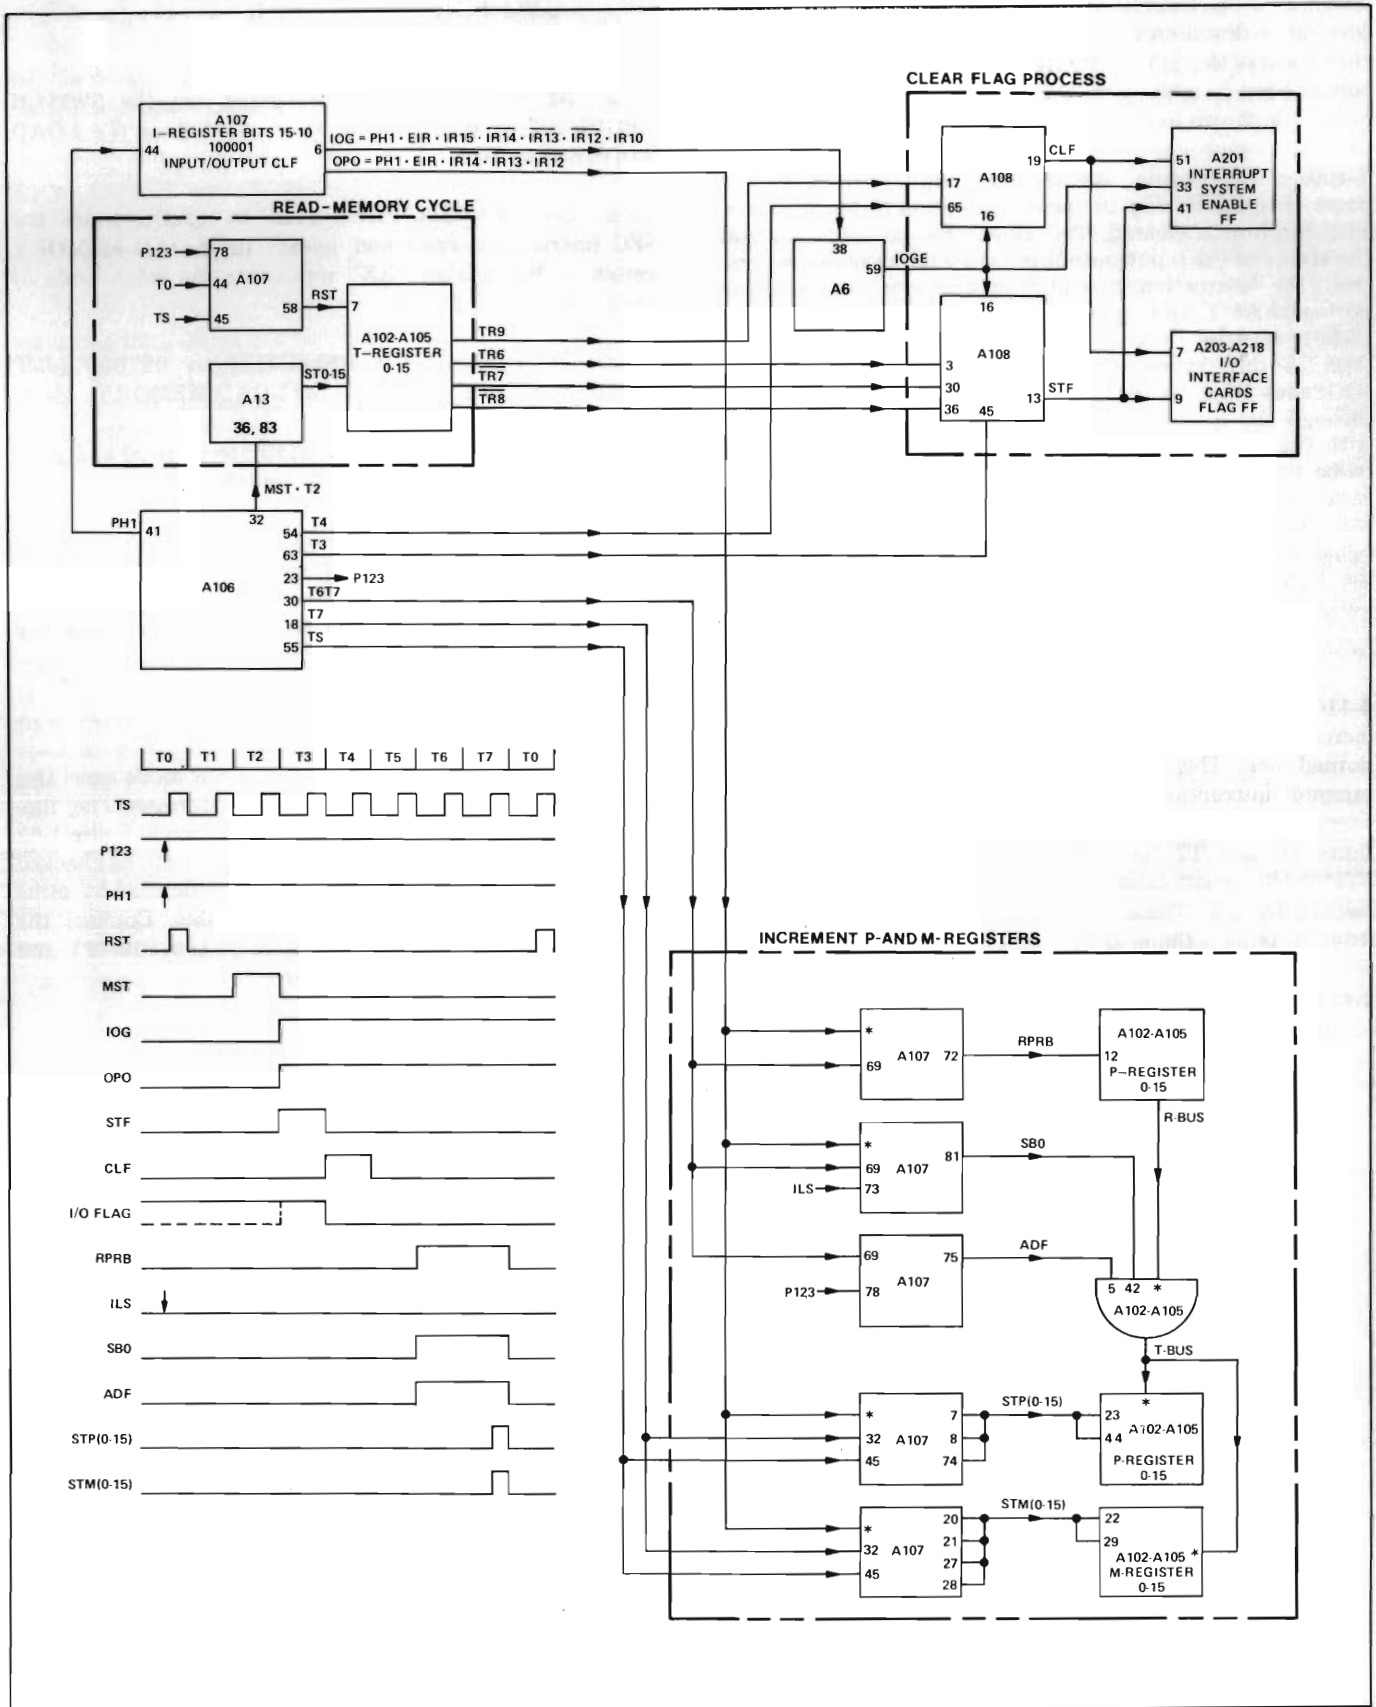 CLEAR FLAG PROCESS
A107
I-REGISTER BITS 15-10
100001
INPUT/OUTPUT CLF
44
6
IOG = PH1 · EIR · IR15 · IR14 · IR13 · IR12 · IR10
OPO = PH1 · EIR · IR14 · IR13 · IR12
READ-MEMORY CYCLE
P123
78
A107
T0
44
TS
45
58
RST
7
A102-A105
T-REGISTER
0-15
ST0-15
A13
36, 83
TR9
TR6
TR7
TR8
MST · T2
38
59
IOGE
A6
17
65
A108
19
CLF
16
16
3
30
36
A108
45
13
STF
51
33
41
A201
INTERRUPT
SYSTEM
ENABLE
FF
7
9
A203-A218
I/O
INTERFACE
CARDS
FLAG FF
PH1
41
32
A106
54
T4
63
T3
23
P123
30
T6T7
18
T7
55
TS
T0 T1 T2 T3 T4 T5 T6 T7 T0
TS
P123
PH1
RST
MST
IOG
OPO
STF
CLF
I/O FLAG
RPRB
ILS
SB0
ADF
STP(0-15)
STM(0-15)
INCREMENT P-AND M-REGISTERS
*
69
A107
72
RPRB
A102-A105
12
P-REGISTER
0-15
R-BUS
*
69
ILS
73
A107
81
SB0
69
P123
78
A107
75
ADF
5 42 *
A102-A105
T-BUS
*
32
45
A107
7
8
74
STP(0-15)
*
23
44
A102-A105
P-REGISTER
0-15
*
32
45
A107
20
21
27
28
STM(0-15)
22
29
A102-A105 *
M-REGISTER
0-15